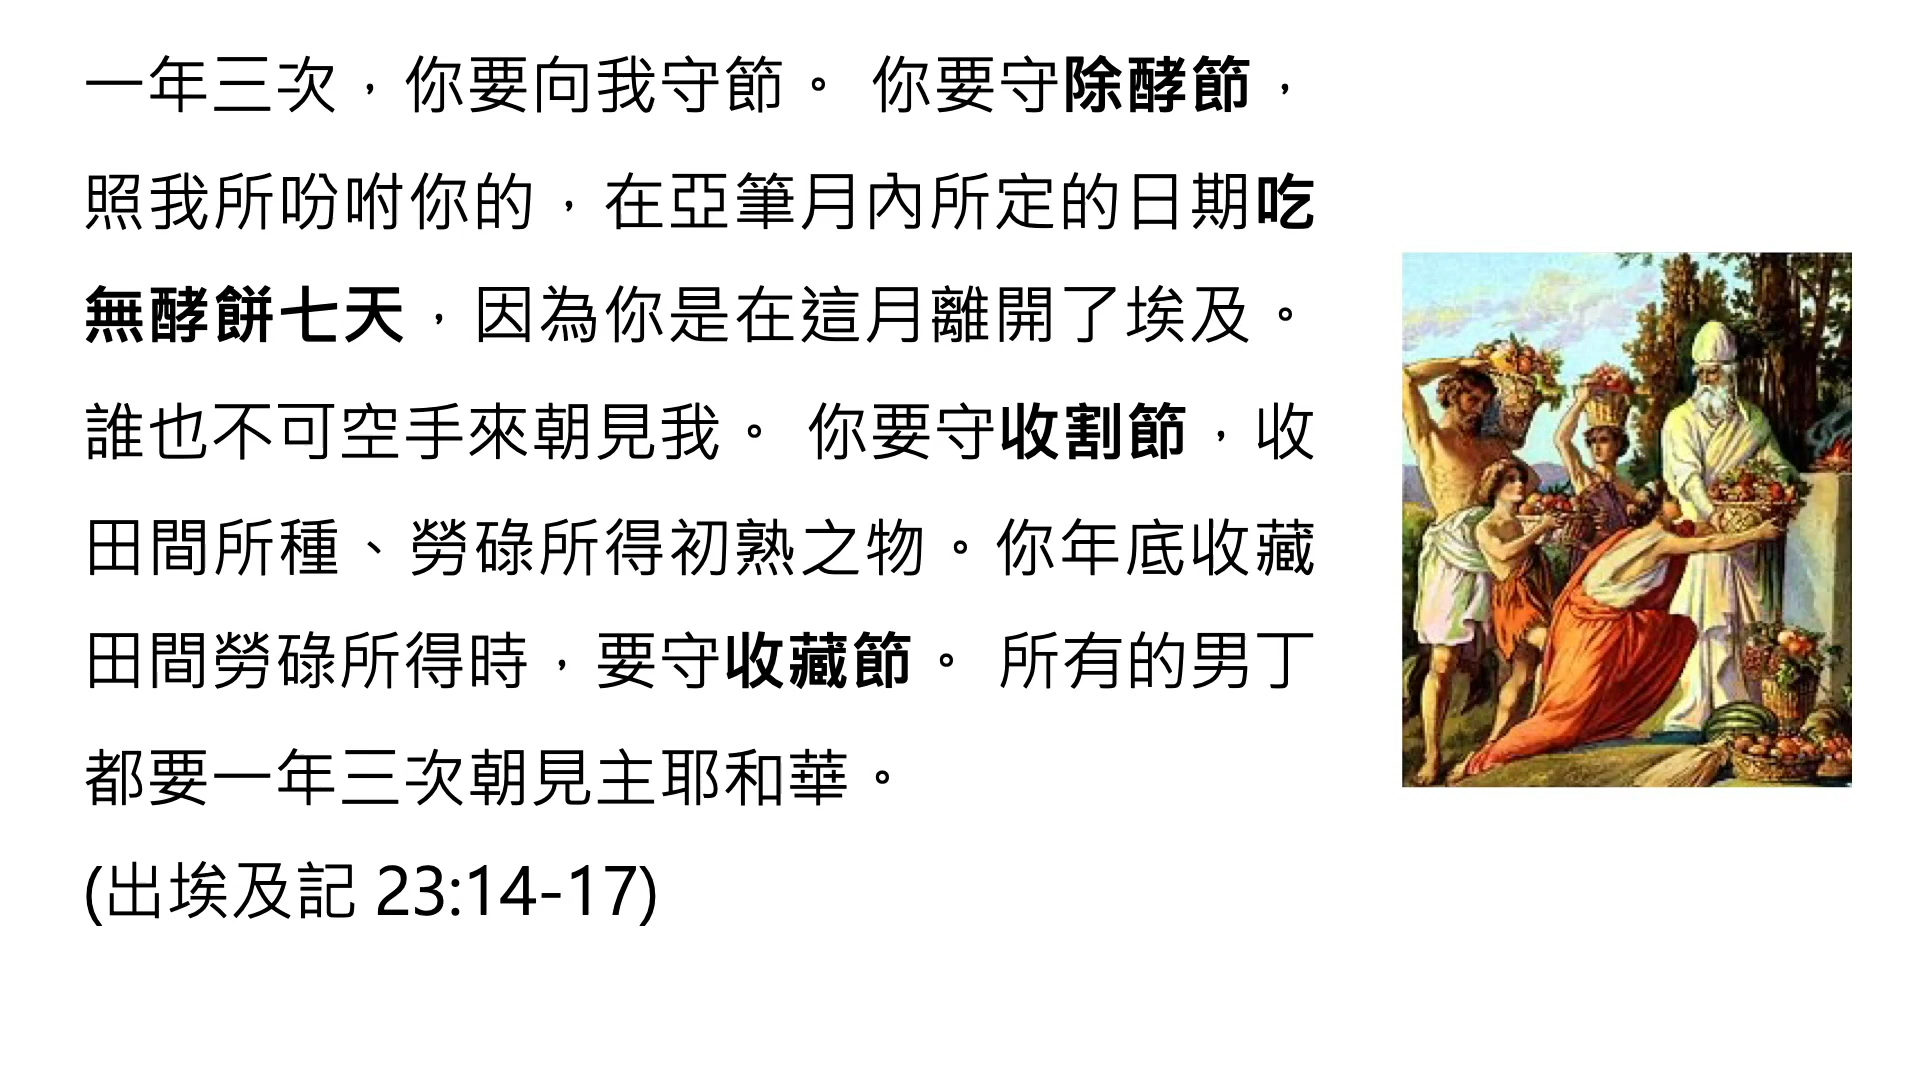 一年三次，你要向我守節。 你要守除酵節，
照我所吩咐你的，在亞筆月內所定的日期吃
無酵餅七天，因為你是在這月離開了埃及。
誰也不可空手來朝見我。 你要守收割節，收
田間所種、勞碌所得初熟之物。你年底收藏
田間勞碌所得時，要守收藏節。 所有的男丁
都要一年三次朝見主耶和華。
(出埃及記 23:14-17)